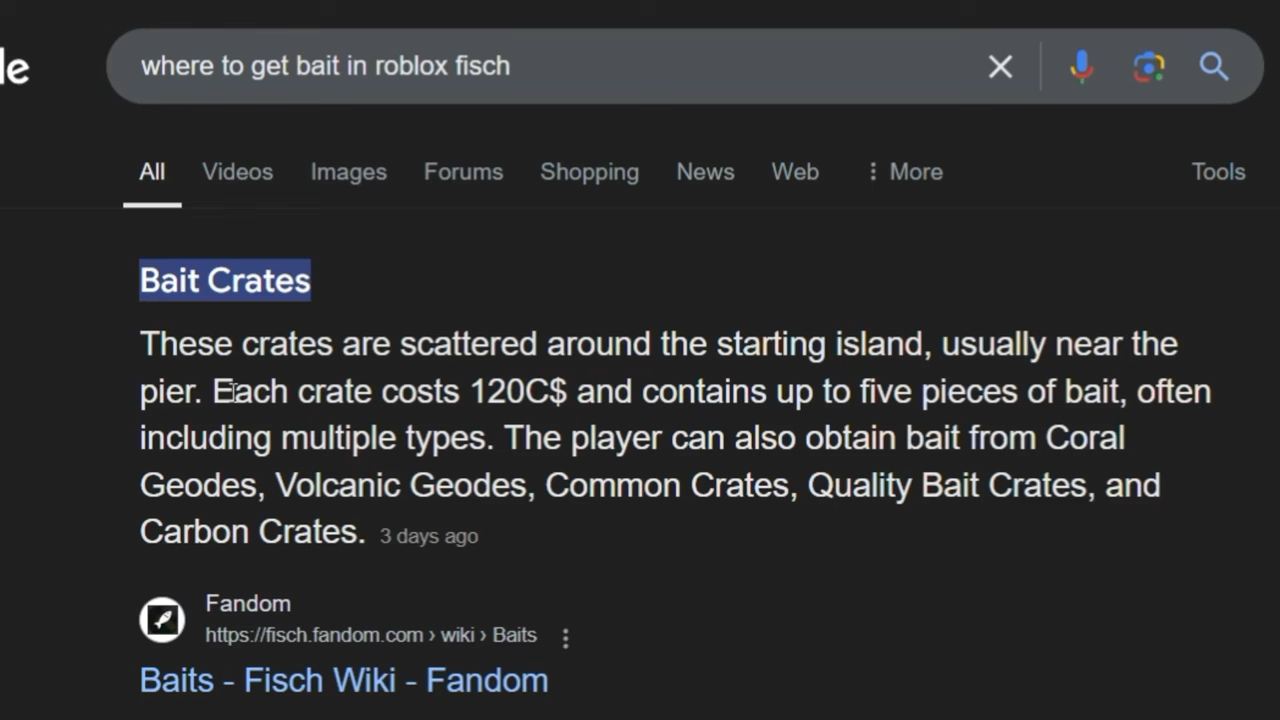 le
where to get bait in roblox fisch
All Videos Images Forums Shopping News Web More Tools
Bait Crates
These crates are scattered around the starting island, usually near the
pier. Each crate costs 120C$ and contains up to five pieces of bait, often
including multiple types. The player can also obtain bait from Coral
Geodes, Volcanic Geodes, Common Crates, Quality Bait Crates, and
Carbon Crates. 3 days ago
Fandom
https://fisch.fandom.com › wiki › Baits
Baits - Fisch Wiki - Fandom